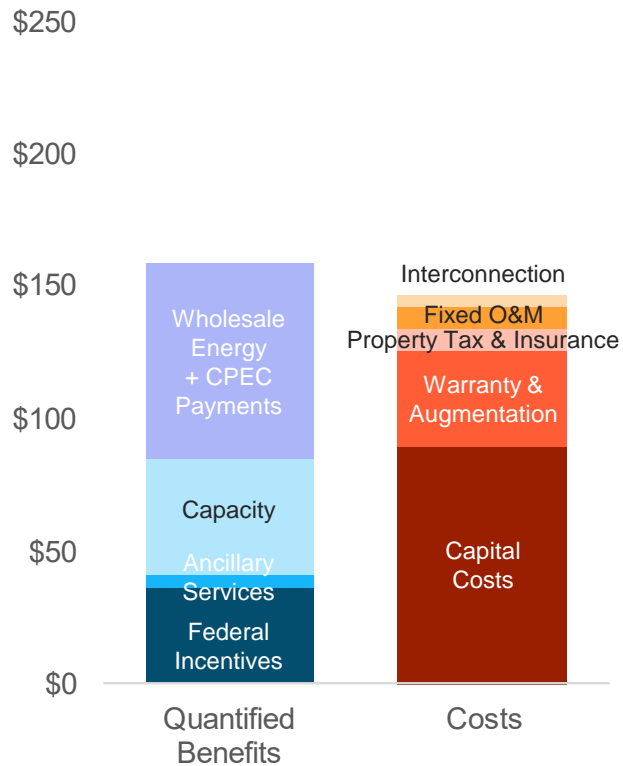 $250
$200
$150
$100
$50
$0
Wholesale
Energy
+ CPEC
Payments
Capacity
Ancillary
Services
Federal
Incentives
Interconnection
Fixed O&M
Property Tax & Insurance
Warranty &
Augmentation
Capital
Costs
Quantified
Benefits
Costs